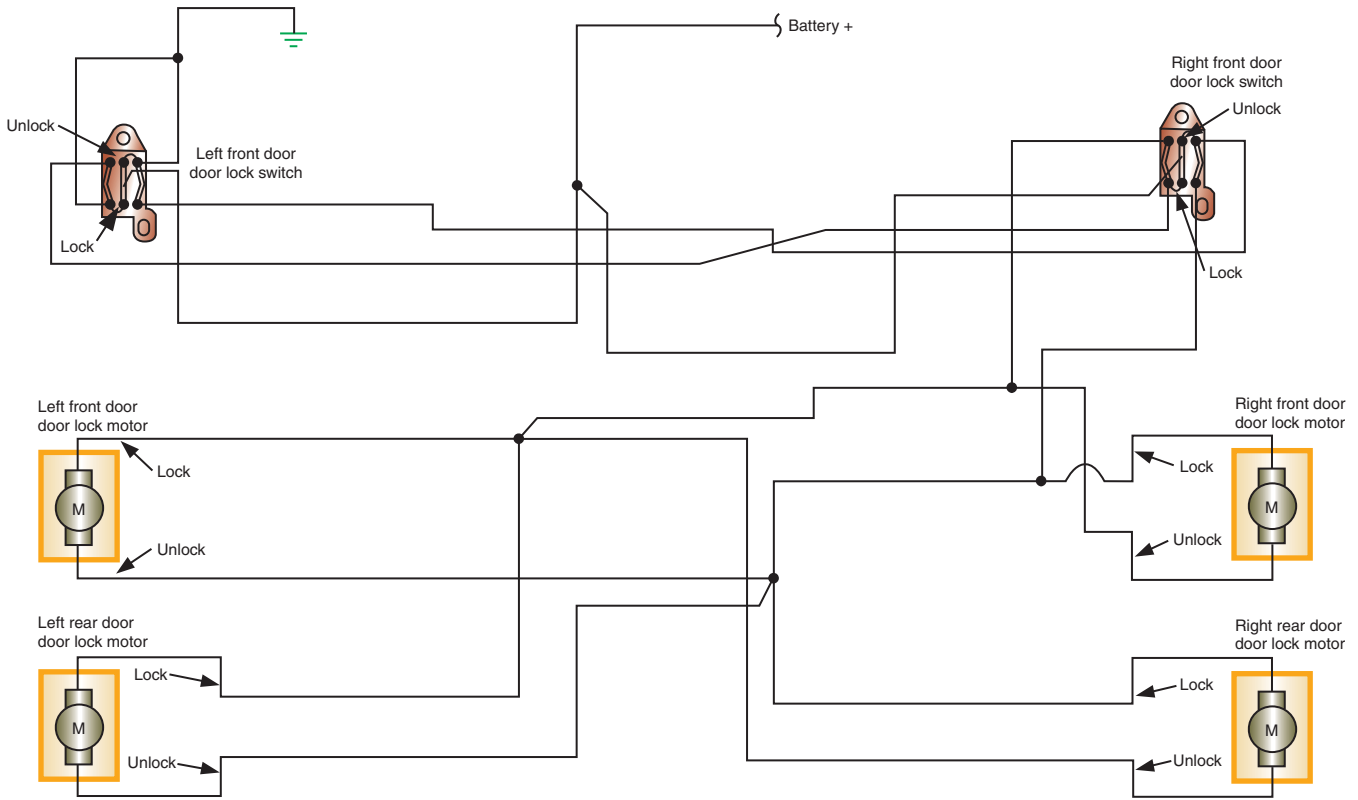 Battery +
Right front door
door lock switch
Unlock
Unlock
Left front door
door lock switch
Lock
Lock
Left front door
door lock motor
Right front door
door lock motor
Lock
Lock
M
M
Unlock
Unlock
Left rear door
door lock motor
Right rear door
door lock motor
Lock
Lock
M
M
Unlock
Unlock